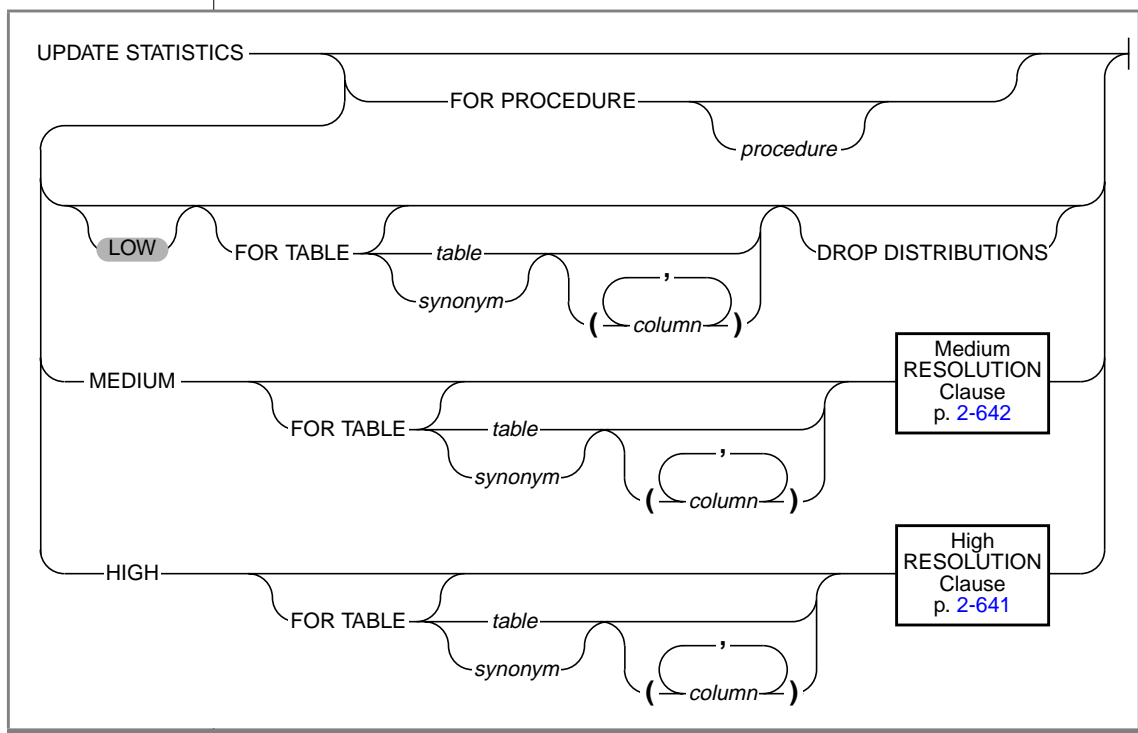 UPDATE STATISTICS
FOR PROCEDURE
procedure
LOW
FOR TABLE
table
synonym
(
,
column
)
DROP DISTRIBUTIONS
MEDIUM
FOR TABLE
table
synonym
(
,
column
)
Medium
RESOLUTION
Clause
p. 2-642
HIGH
FOR TABLE
table
synonym
(
,
column
)
High
RESOLUTION
Clause
p. 2-641